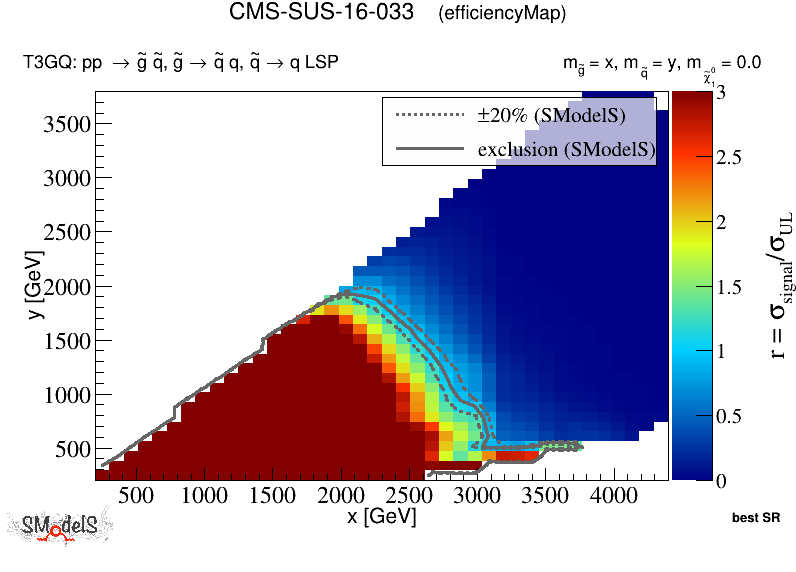 CMS-SUS-16-033 (efficiencyMap)
T3GQ: pp → g̃ q̃, g̃ → q̃ q, q̃ → q LSP
m_g̃ = x, m_q̃ = y, m_χ̃₁⁰ = 0.0
±20% (SModelS)
exclusion (SModelS)
y [GeV]
3500
3000
2500
2000
1500
1000
500
500 1000 1500 2000 2500 3000 3500 4000
x [GeV]
3
2.5
2
1.5
1
0.5
0
r = σ_signal/σ_UL
SModelS
best SR